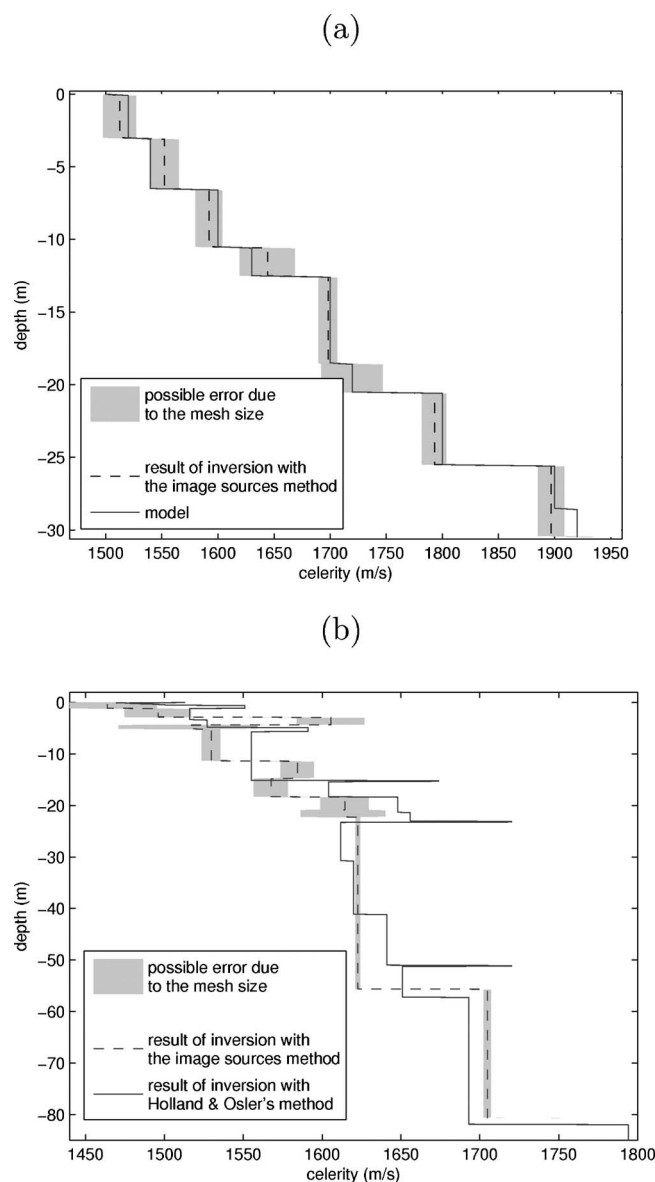 (a)
0
−5
−10
−15
−20
−25
−30
depth (m)
possible error due
to the mesh size
result of inversion with
the image sources method
model
1500 1550 1600 1650 1700 1750 1800 1850 1900 1950
celerity (m/s)
(b)
0
−10
−20
−30
−40
−50
−60
−70
−80
depth (m)
possible error due
to the mesh size
result of inversion with
the image sources method
result of inversion with
Holland & Osler's method
1450 1500 1550 1600 1650 1700 1750 1800
celerity (m/s)